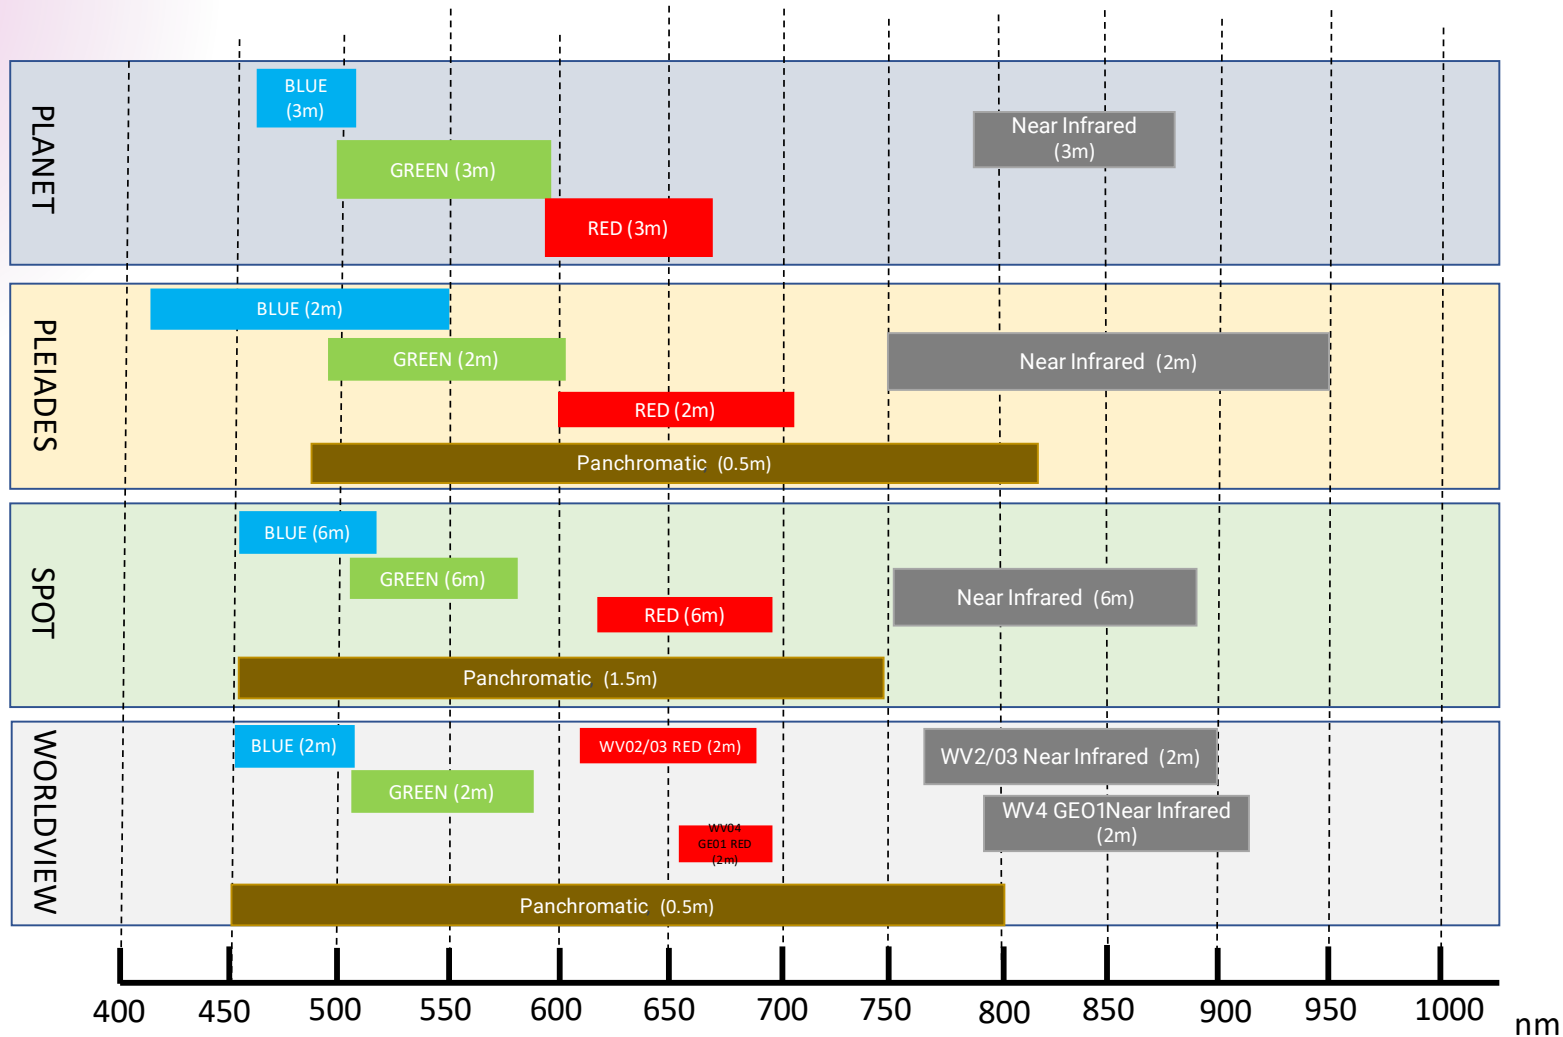 PLANET
BLUE
(3m)
GREEN (3m)
RED (3m)
Near Infrared
(3m)
PLEIADES
BLUE (2m)
GREEN (2m)
RED (2m)
Near Infrared (2m)
Panchromatic (0.5m)
SPOT
BLUE (6m)
GREEN (6m)
RED (6m)
Near Infrared (6m)
Panchromatic (1.5m)
WORLDVIEW
BLUE (2m)
GREEN (2m)
WV02/03 RED (2m)
WV04
GE01 RED
(2m)
WV2/03 Near Infrared (2m)
WV4 GEO1Near Infrared
(2m)
Panchromatic (0.5m)
400 450 500 550 600 650 700 750 800 850 900 950 1000 nm